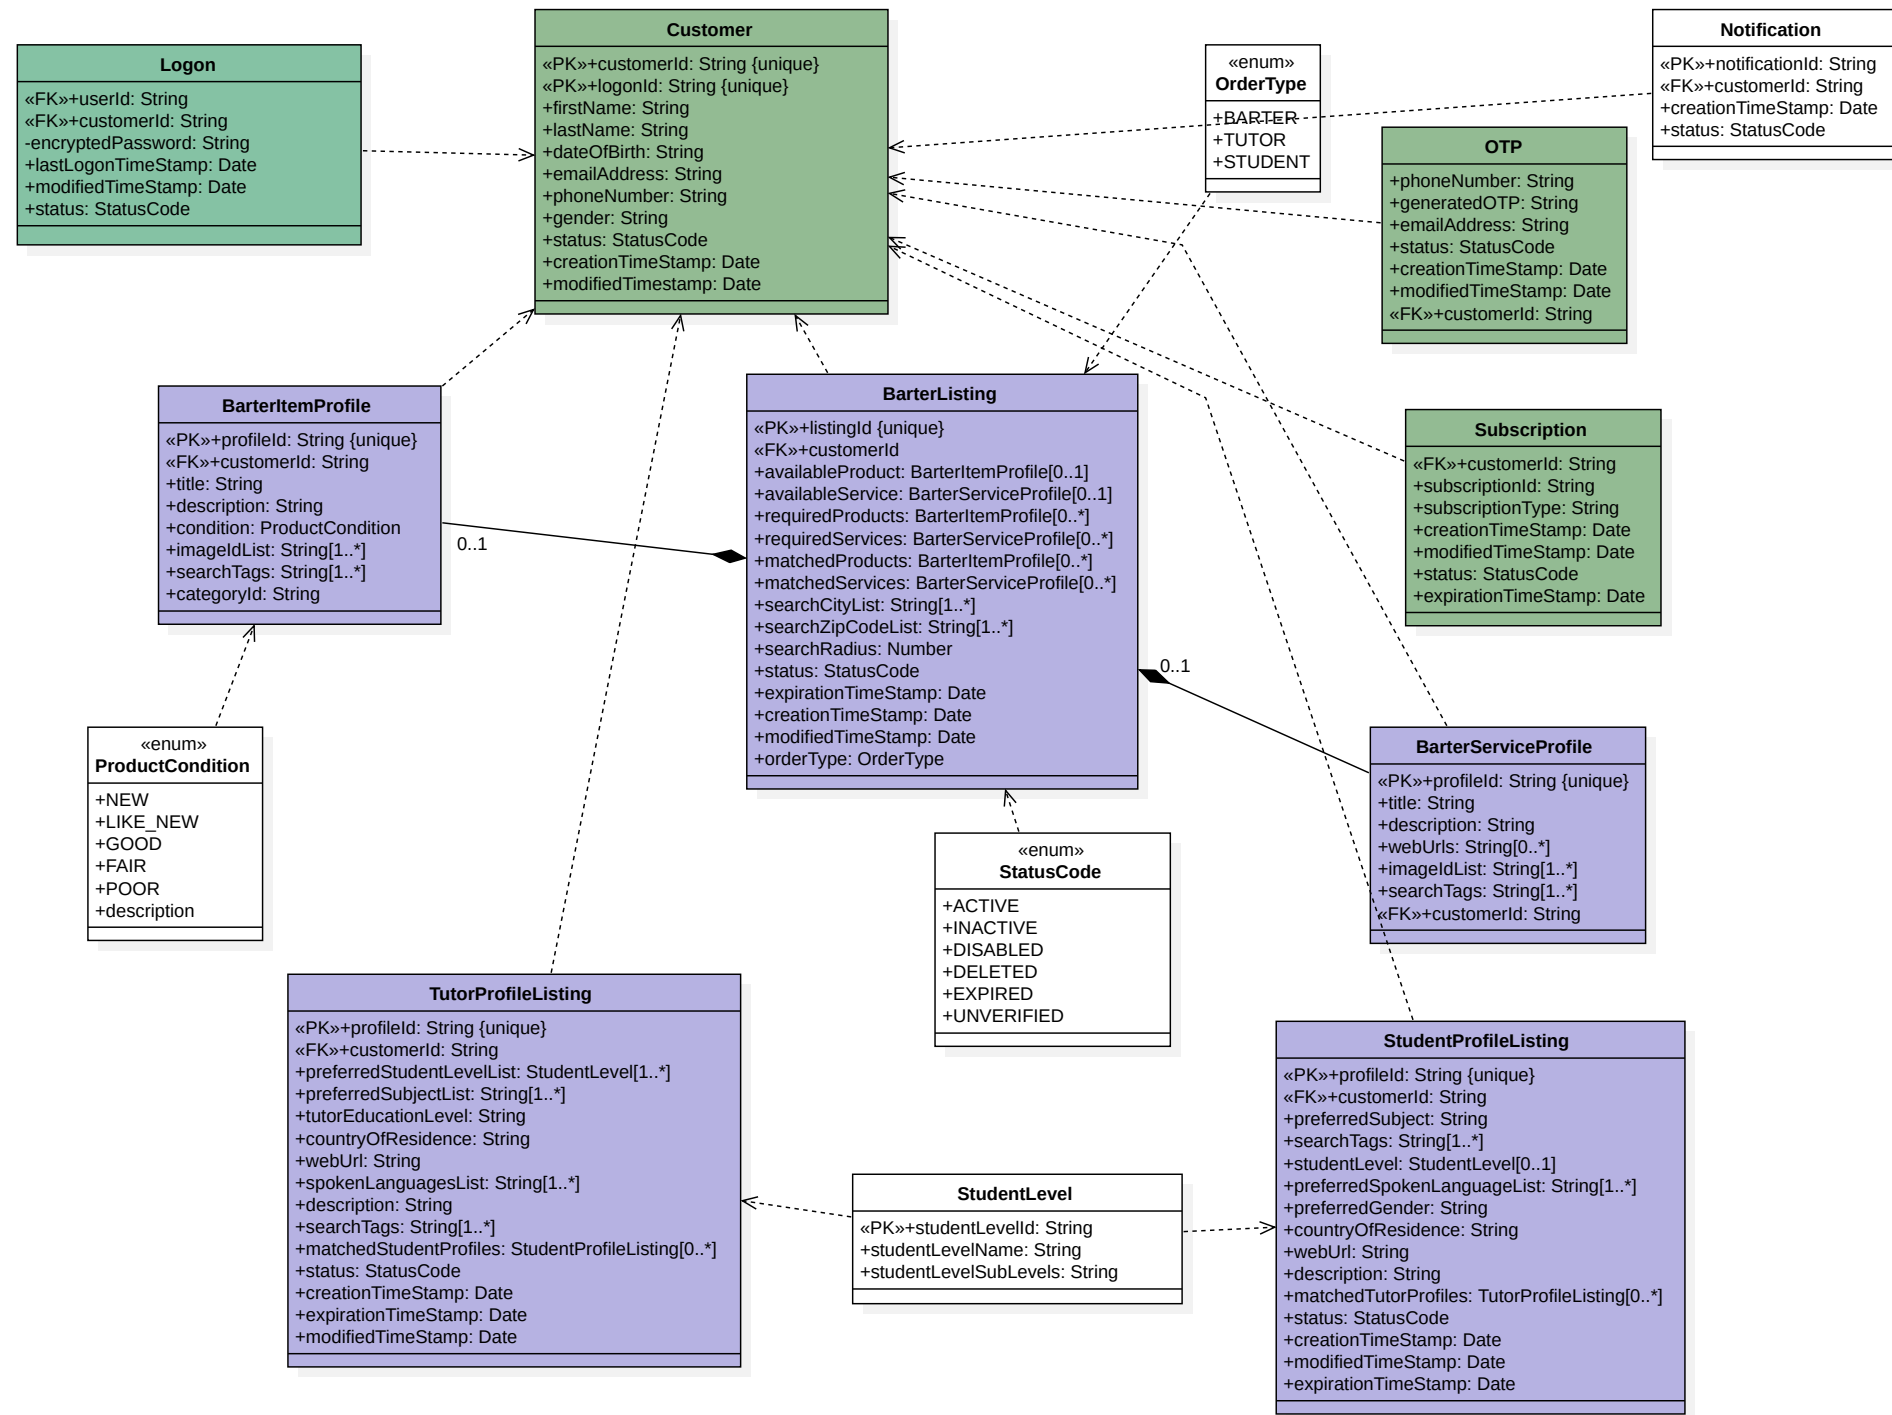 Customer
«PK»+customerId: String {unique}
«PK»+logonId: String {unique}
+firstName: String
+lastName: String
+dateOfBirth: String
+emailAddress: String
+phoneNumber: String
+gender: String
+status: StatusCode
+creationTimeStamp: Date
+modifiedTimestamp: Date
Logon
«FK»+userId: String
«FK»+customerId: String
-encryptedPassword: String
+lastLogonTimeStamp: Date
+modifiedTimeStamp: Date
+status: StatusCode
«enum»
OrderType
+BARTER
+TUTOR
+STUDENT
Notification
«PK»+notificationId: String
«FK»+customerId: String
+creationTimeStamp: Date
+status: StatusCode
OTP
+phoneNumber: String
+generatedOTP: String
+emailAddress: String
+status: StatusCode
+creationTimeStamp: Date
+modifiedTimeStamp: Date
«FK»+customerId: String
BarterItemProfile
«PK»+profileId: String {unique}
«FK»+customerId: String
+title: String
+description: String
+condition: ProductCondition
+imageIdList: String[1..*]
+searchTags: String[1..*]
+categoryId: String
0..1
BarterListing
«PK»+listingId {unique}
«FK»+customerId
+availableProduct: BarterItemProfile[0..1]
+availableService: BarterServiceProfile[0..1]
+requiredProducts: BarterItemProfile[0..*]
+requiredServices: BarterServiceProfile[0..*]
+matchedProducts: BarterItemProfile[0..*]
+matchedServices: BarterServiceProfile[0..*]
+searchCityList: String[1..*]
+searchZipCodeList: String[1..*]
+searchRadius: Number
+status: StatusCode
+expirationTimeStamp: Date
+creationTimeStamp: Date
+modifiedTimeStamp: Date
+orderType: OrderType
0..1
Subscription
«FK»+customerId: String
+subscriptionId: String
+subscriptionType: String
+creationTimeStamp: Date
+modifiedTimeStamp: Date
+status: StatusCode
+expirationTimeStamp: Date
«enum»
ProductCondition
+NEW
+LIKE_NEW
+GOOD
+FAIR
+POOR
+description
BarterServiceProfile
«PK»+profileId: String {unique}
+title: String
+description: String
+webUrls: String[0..*]
+imageIdList: String[1..*]
+searchTags: String[1..*]
«FK»+customerId: String
«enum»
StatusCode
+ACTIVE
+INACTIVE
+DISABLED
+DELETED
+EXPIRED
+UNVERIFIED
TutorProfileListing
«PK»+profileId: String {unique}
«FK»+customerId: String
+preferredStudentLevelList: StudentLevel[1..*]
+preferredSubjectList: String[1..*]
+tutorEducationLevel: String
+countryOfResidence: String
+webUrl: String
+spokenLanguagesList: String[1..*]
+description: String
+searchTags: String[1..*]
+matchedStudentProfiles: StudentProfileListing[0..*]
+status: StatusCode
+creationTimeStamp: Date
+expirationTimeStamp: Date
+modifiedTimeStamp: Date
StudentLevel
«PK»+studentLevelId: String
+studentLevelName: String
+studentLevelSubLevels: String
StudentProfileListing
«PK»+profileId: String {unique}
«FK»+customerId: String
+preferredSubject: String
+searchTags: String[1..*]
+studentLevel: StudentLevel[0..1]
+preferredSpokenLanguageList: String[1..*]
+preferredGender: String
+countryOfResidence: String
+webUrl: String
+description: String
+matchedTutorProfiles: TutorProfileListing[0..*]
+status: StatusCode
+creationTimeStamp: Date
+modifiedTimeStamp: Date
+expirationTimeStamp: Date